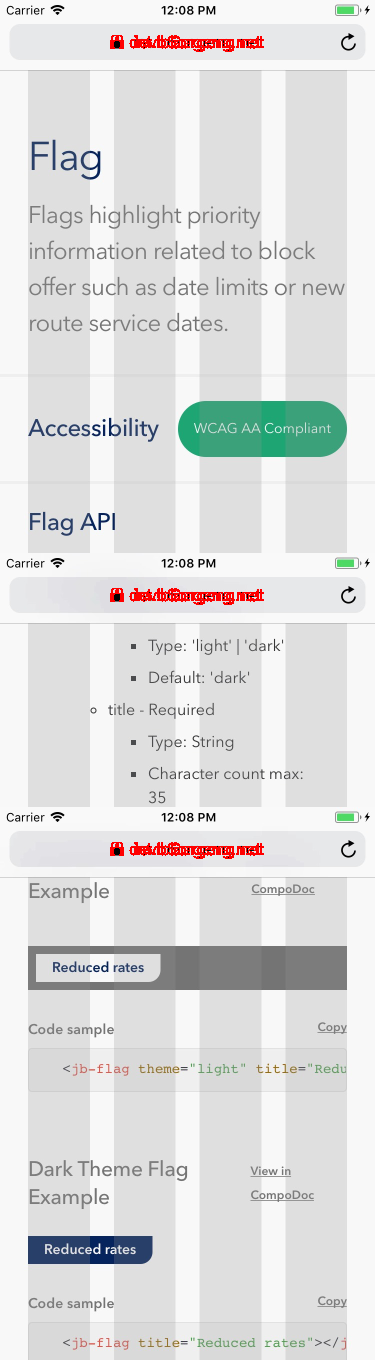 Carrier 12:08 PM
Flag
Flags highlight priority
information related to block
offer such as date limits or new
route service dates.
Accessibility WCAG AA Compliant
Flag API
Carrier 12:08 PM
▪ Type: 'light' | 'dark'
▪ Default: 'dark'
◦ title - Required
▪ Type: String
▪ Character count max:
35
Carrier 12:08 PM
Example CompoDoc
Reduced rates
Code sample Copy
<jb-flag theme="light" title="Redu
Dark Theme Flag View in
Example CompoDoc
Reduced rates
Code sample Copy
<jb-flag title="Reduced rates"></j